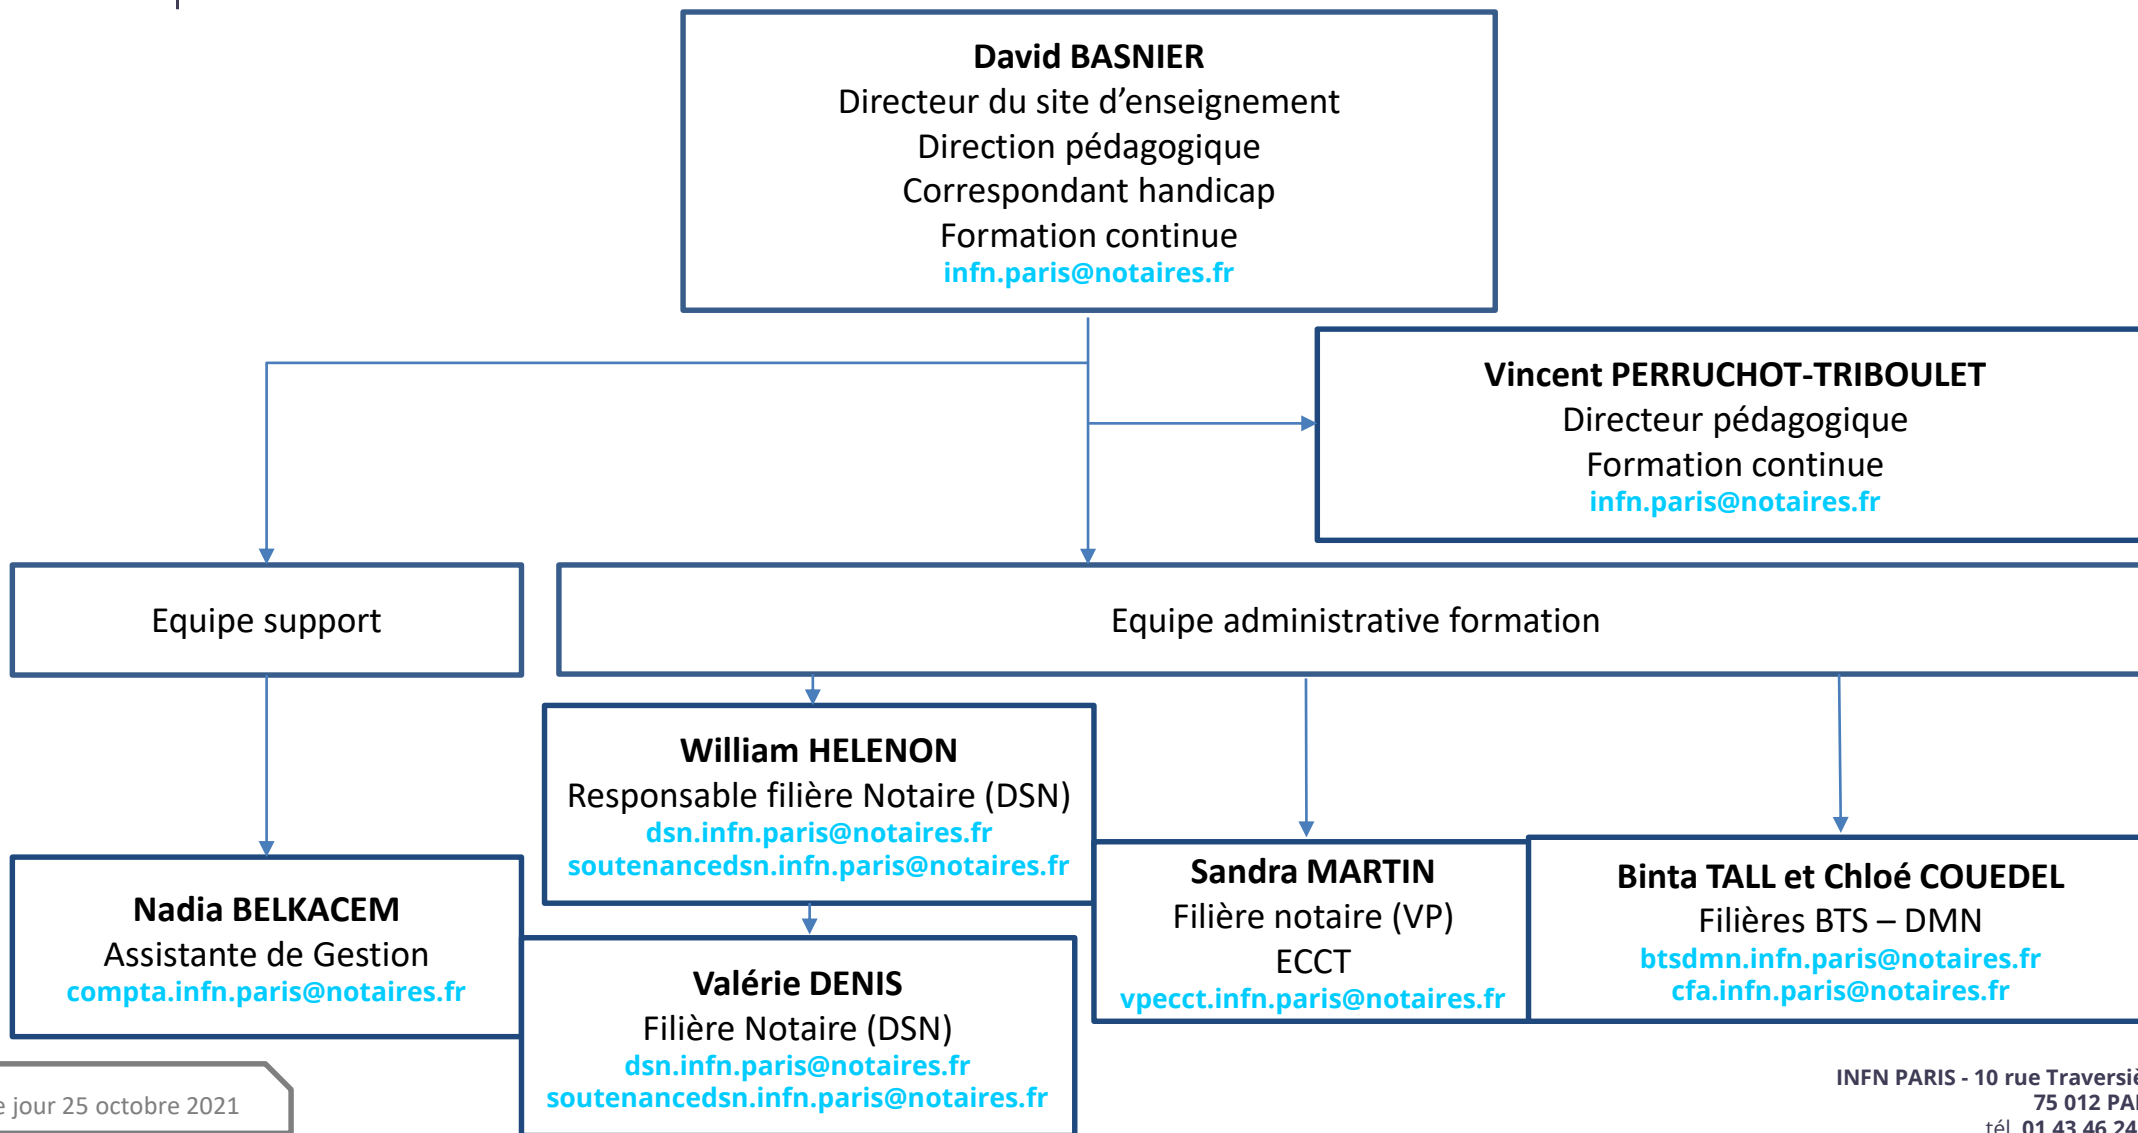 David BASNIER
Directeur du site d’enseignement
Direction pédagogique
Correspondant handicap
Formation continue
infn.paris@notaires.fr
Vincent PERRUCHOT-TRIBOULET
Directeur pédagogique
Formation continue
infn.paris@notaires.fr
Equipe support
Equipe administrative formation
William HELENON
Responsable filière Notaire (DSN)
dsn.infn.paris@notaires.fr
soutenancedsn.infn.paris@notaires.fr
Sandra MARTIN
Filière notaire (VP)
ECCT
vpecct.infn.paris@notaires.fr
Binta TALL et Chloé COUEDEL
Filières BTS – DMN
btsdmn.infn.paris@notaires.fr
cfa.infn.paris@notaires.fr
Nadia BELKACEM
Assistante de Gestion
compta.infn.paris@notaires.fr
Valérie DENIS
Filière Notaire (DSN)
dsn.infn.paris@notaires.fr
soutenancedsn.infn.paris@notaires.fr
jour 25 octobre 2021
INFN PARIS - 10 rue
75 012
tél. 01 43 46 24